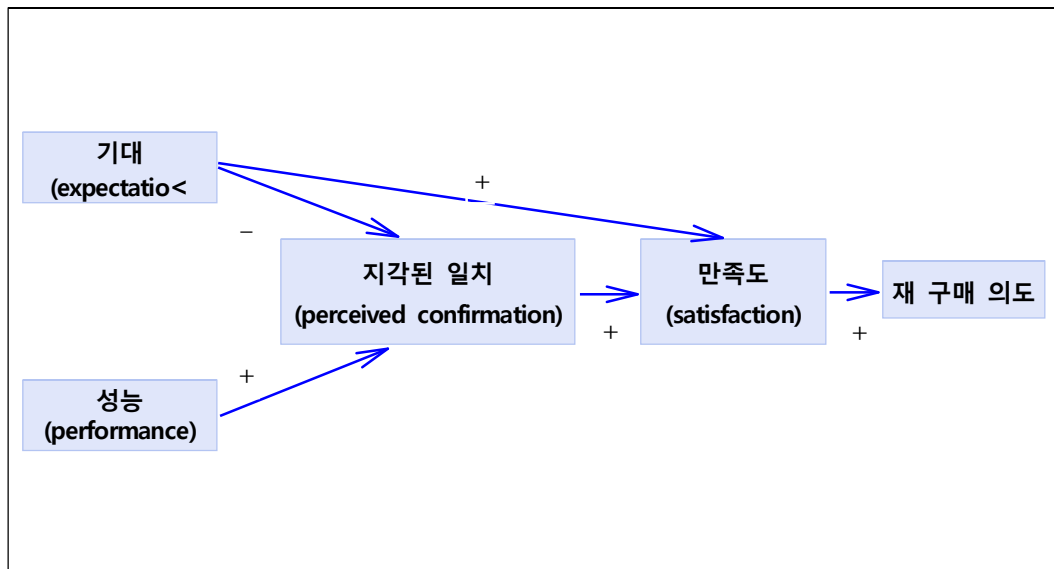 기대
(expectatio<
+
−
지각된 일치
(perceived confirmation)
만족도
(satisfaction)
재 구매 의도
+
+
+
성능
(performance)